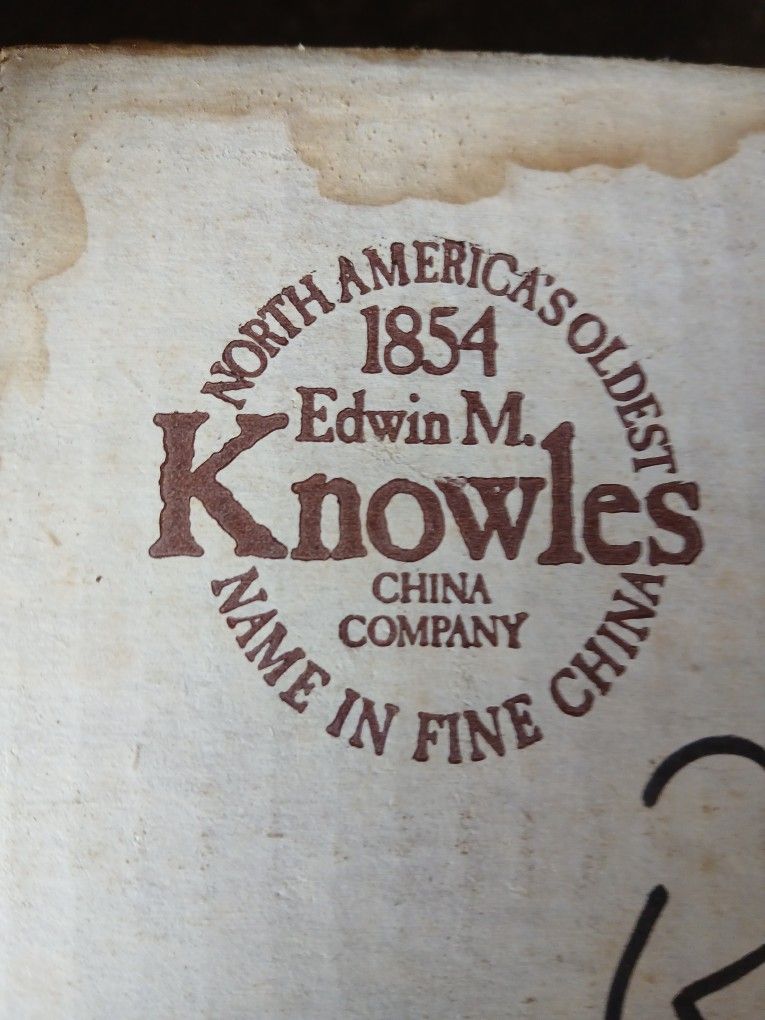 NORTH AMERICA'S OLDEST
1854
Edwin M.
Knowles
CHINA
COMPANY
NAME IN FINE CHINA